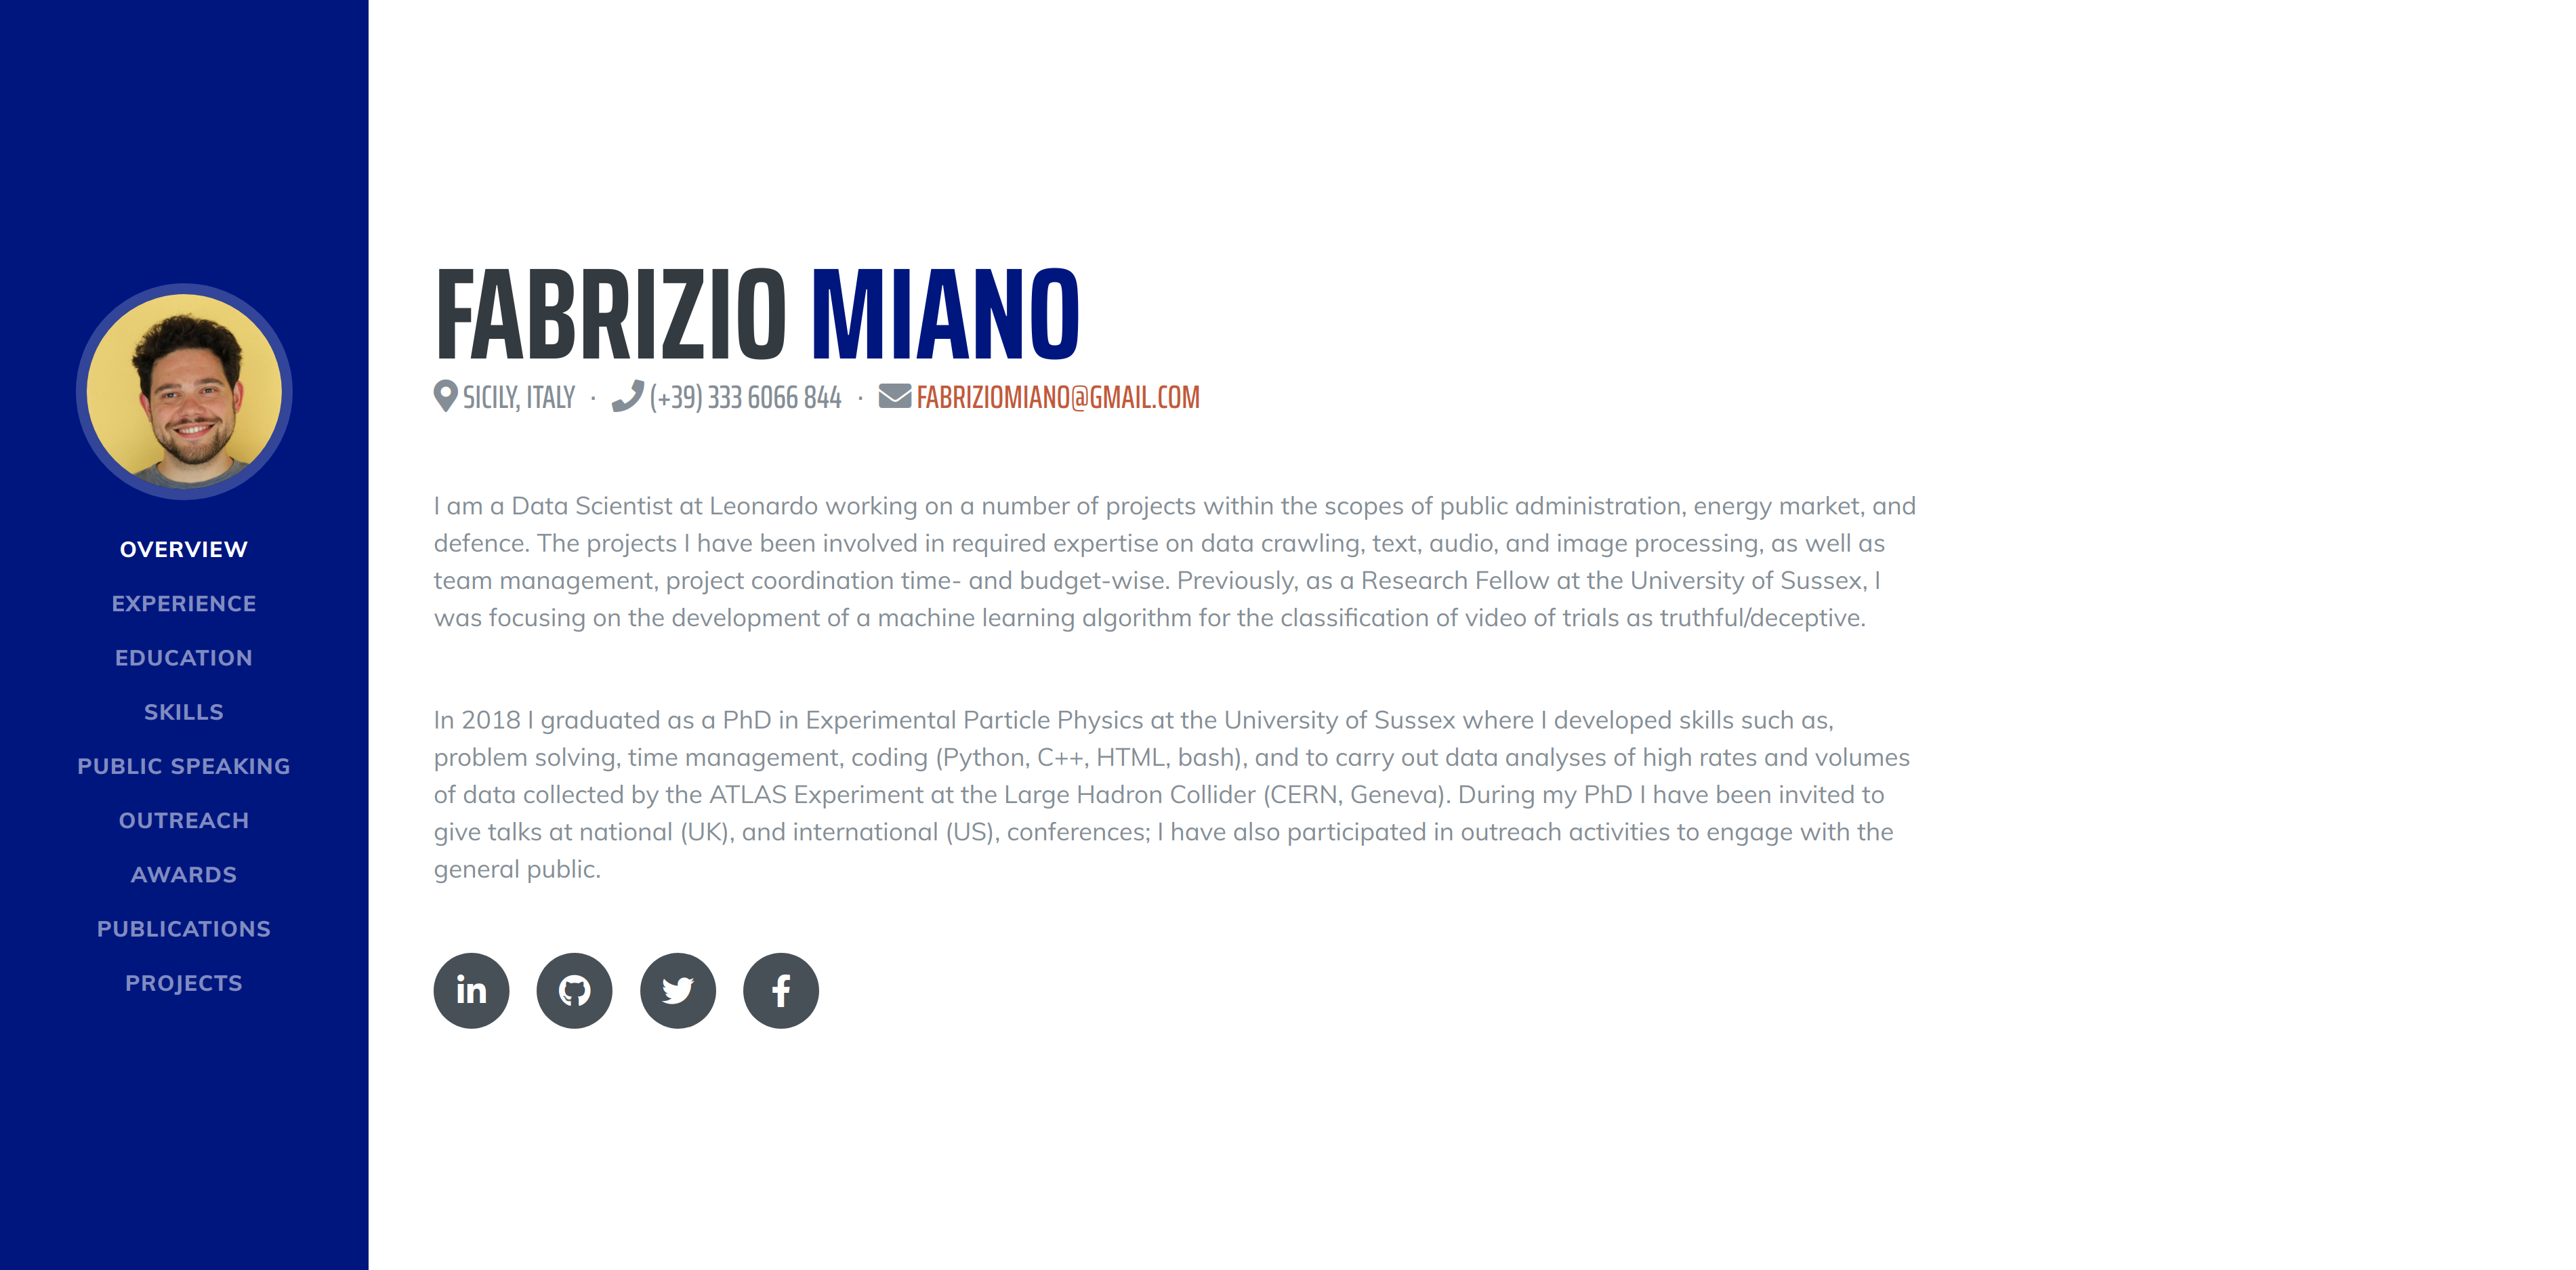 OVERVIEW
EXPERIENCE
EDUCATION
SKILLS
PUBLIC SPEAKING
OUTREACH
AWARDS
PUBLICATIONS
PROJECTS
FABRIZIO MIANO
SICILY, ITALY · (+39) 333 6066 844 · FABRIZIOMIANO@GMAIL.COM
I am a Data Scientist at Leonardo working on a number of projects within the scopes of public administration, energy market, and
defence. The projects I have been involved in required expertise on data crawling, text, audio, and image processing, as well as
team management, project coordination time- and budget-wise. Previously, as a Research Fellow at the University of Sussex, I
was focusing on the development of a machine learning algorithm for the classification of video of trials as truthful/deceptive.
In 2018 I graduated as a PhD in Experimental Particle Physics at the University of Sussex where I developed skills such as,
problem solving, time management, coding (Python, C++, HTML, bash), and to carry out data analyses of high rates and volumes
of data collected by the ATLAS Experiment at the Large Hadron Collider (CERN, Geneva). During my PhD I have been invited to
give talks at national (UK), and international (US), conferences; I have also participated in outreach activities to engage with the
general public.